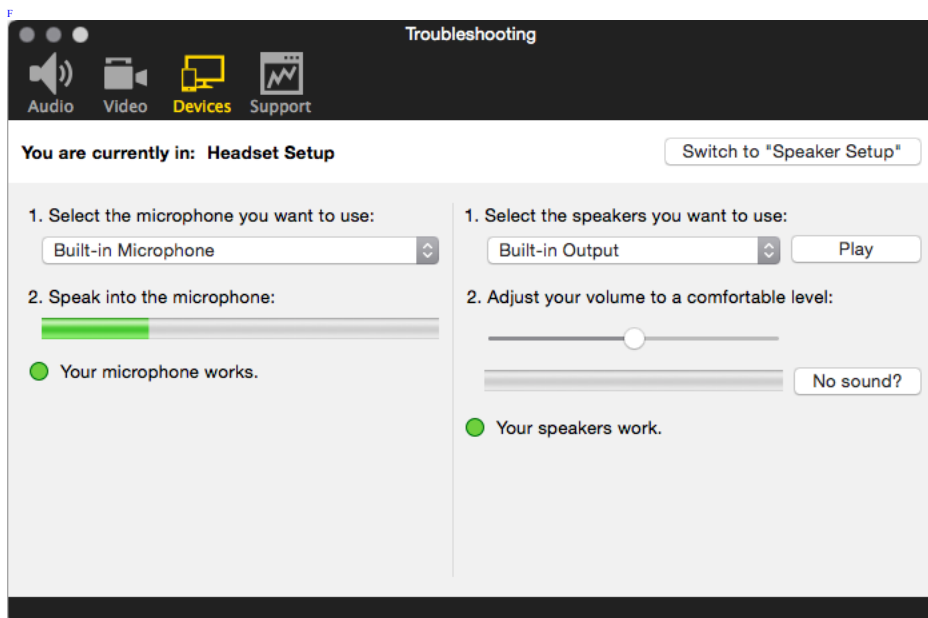 F
Troubleshooting
Audio Video Devices Support
You are currently in: Headset Setup
Switch to "Speaker Setup"
1. Select the microphone you want to use:
Built-in Microphone
2. Speak into the microphone:
Your microphone works.
1. Select the speakers you want to use:
Built-in Output
Play
2. Adjust your volume to a comfortable level:
No sound?
Your speakers work.